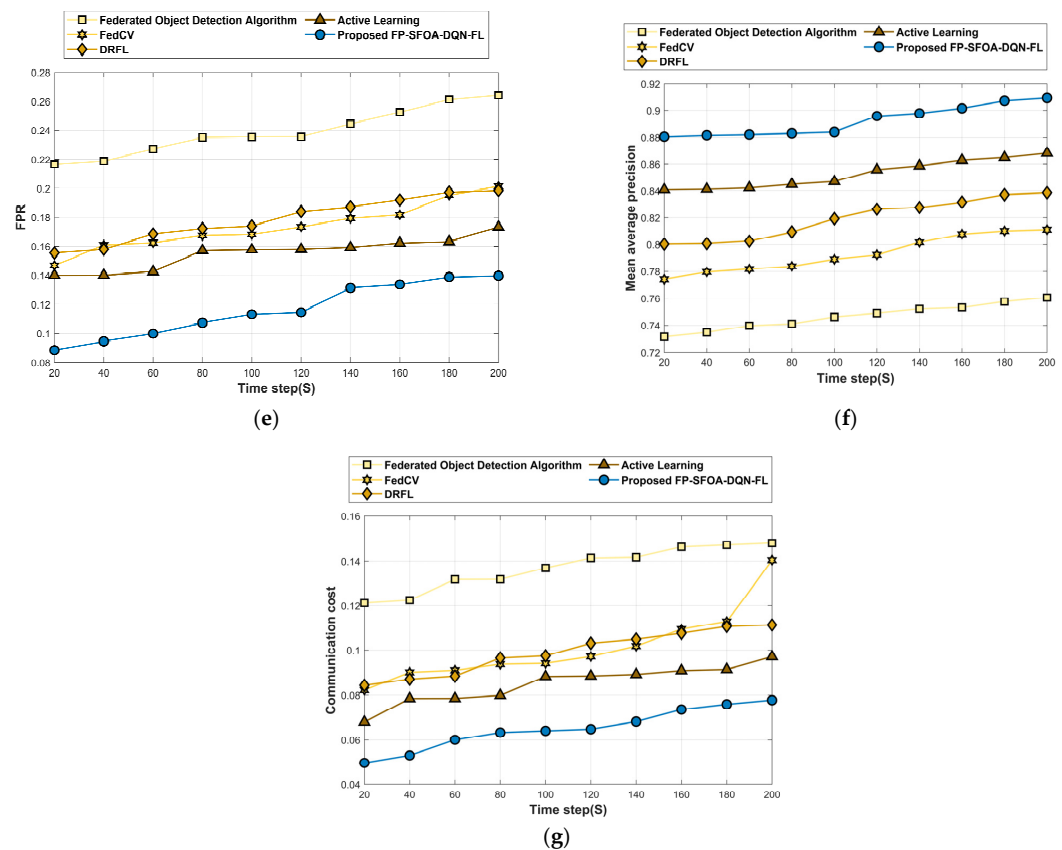 Federated Object Detection Algorithm
Active Learning
FedCV
Proposed FP-SFOA-DQN-FL
DRFL
0.28
0.26
0.24
0.22
0.2
0.18
0.16
0.14
0.12
0.1
0.08
FPR
20 40 60 80 100 120 140 160 180 200
Time step(S)
(e)
Federated Object Detection Algorithm
Active Learning
FedCV
Proposed FP-SFOA-DQN-FL
DRFL
0.92
0.9
0.88
0.86
0.84
0.82
0.8
0.78
0.76
0.74
0.72
Mean average precision
20 40 60 80 100 120 140 160 180 200
Time step(S)
(f)
Federated Object Detection Algorithm
Active Learning
FedCV
Proposed FP-SFOA-DQN-FL
DRFL
0.16
0.14
0.12
0.1
0.08
0.06
0.04
Communication cost
20 40 60 80 100 120 140 160 180 200
Time step(S)
(g)